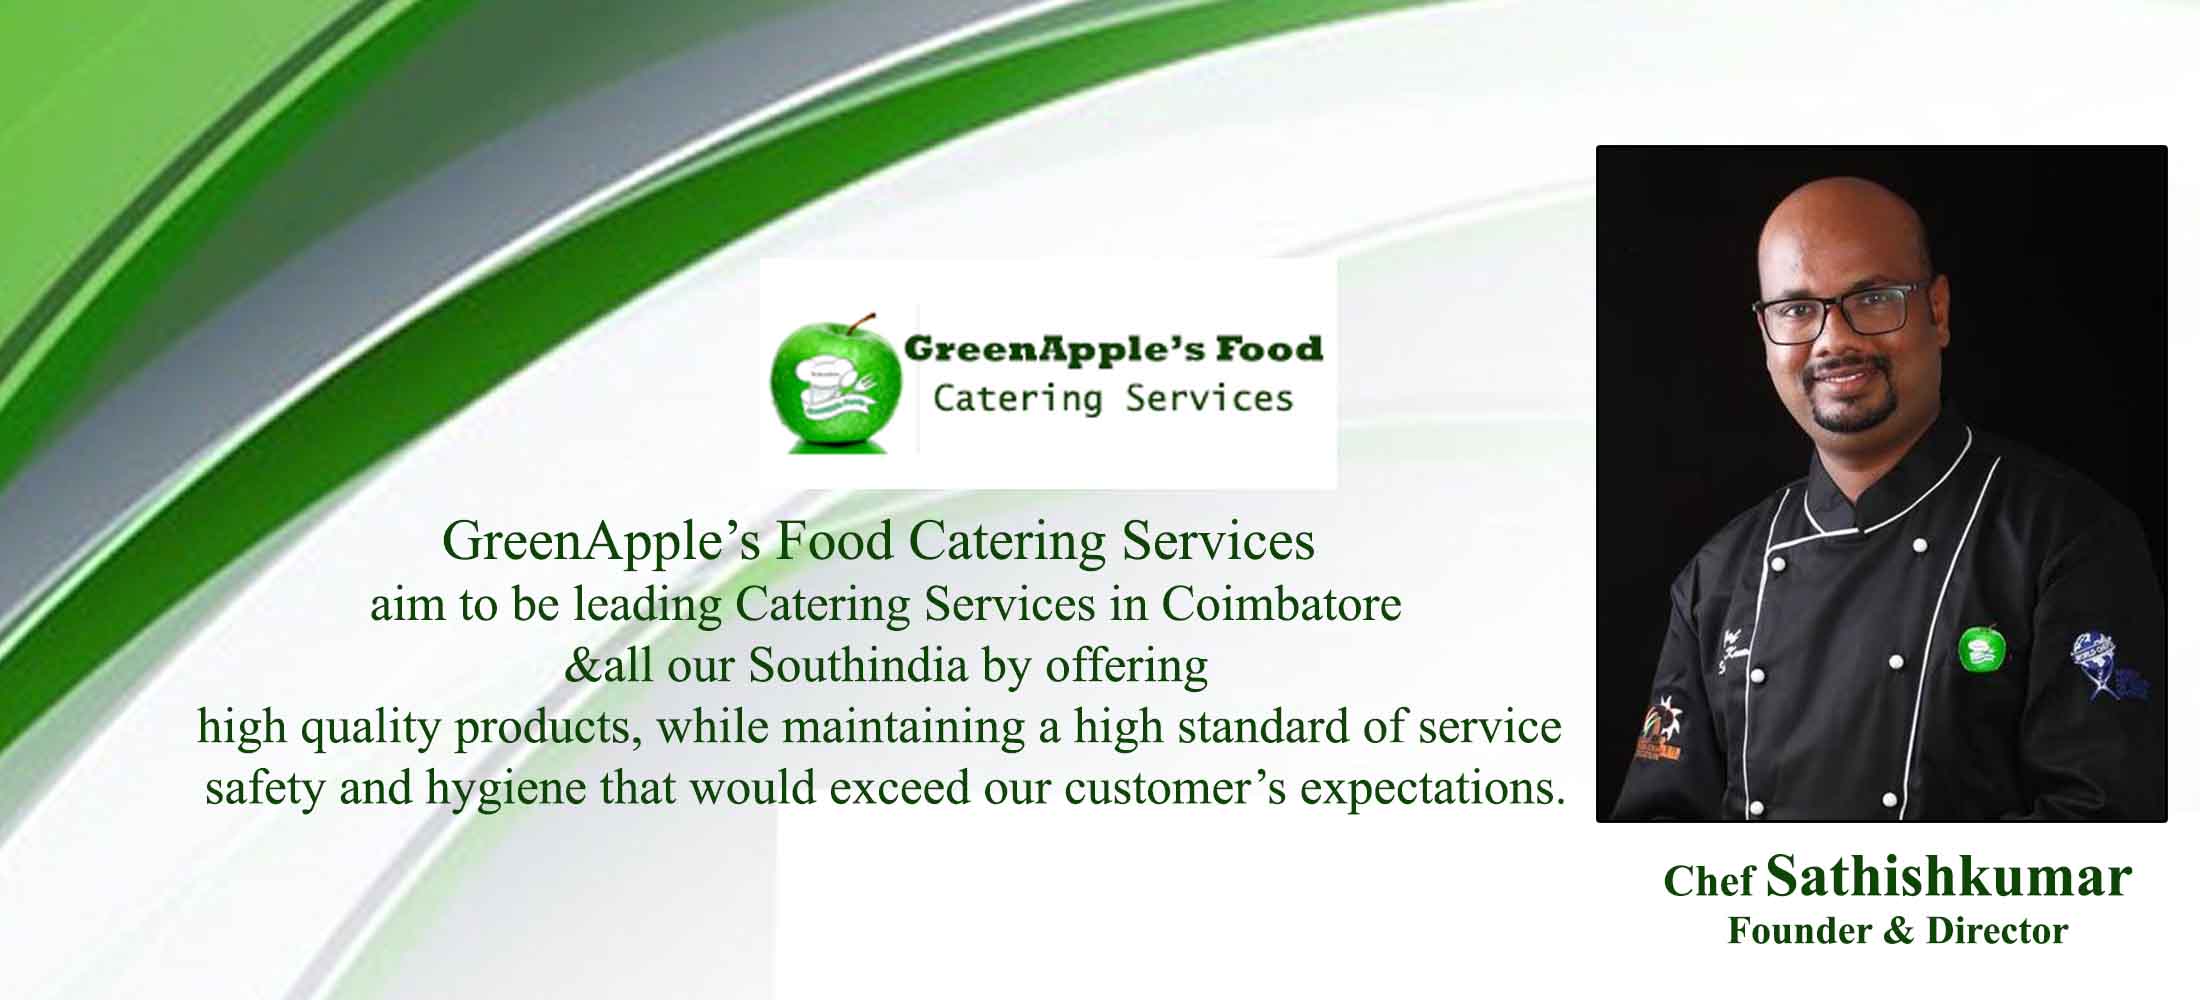 GreenApple's Food
Catering Services
GreenApple’s Food Catering Services
aim to be leading Catering Services in Coimbatore
&all our Southindia by offering
high quality products, while maintaining a high standard of service
safety and hygiene that would exceed our customer’s expectations.
WORLD CHEFS
Chef Sathishkumar
Founder & Director